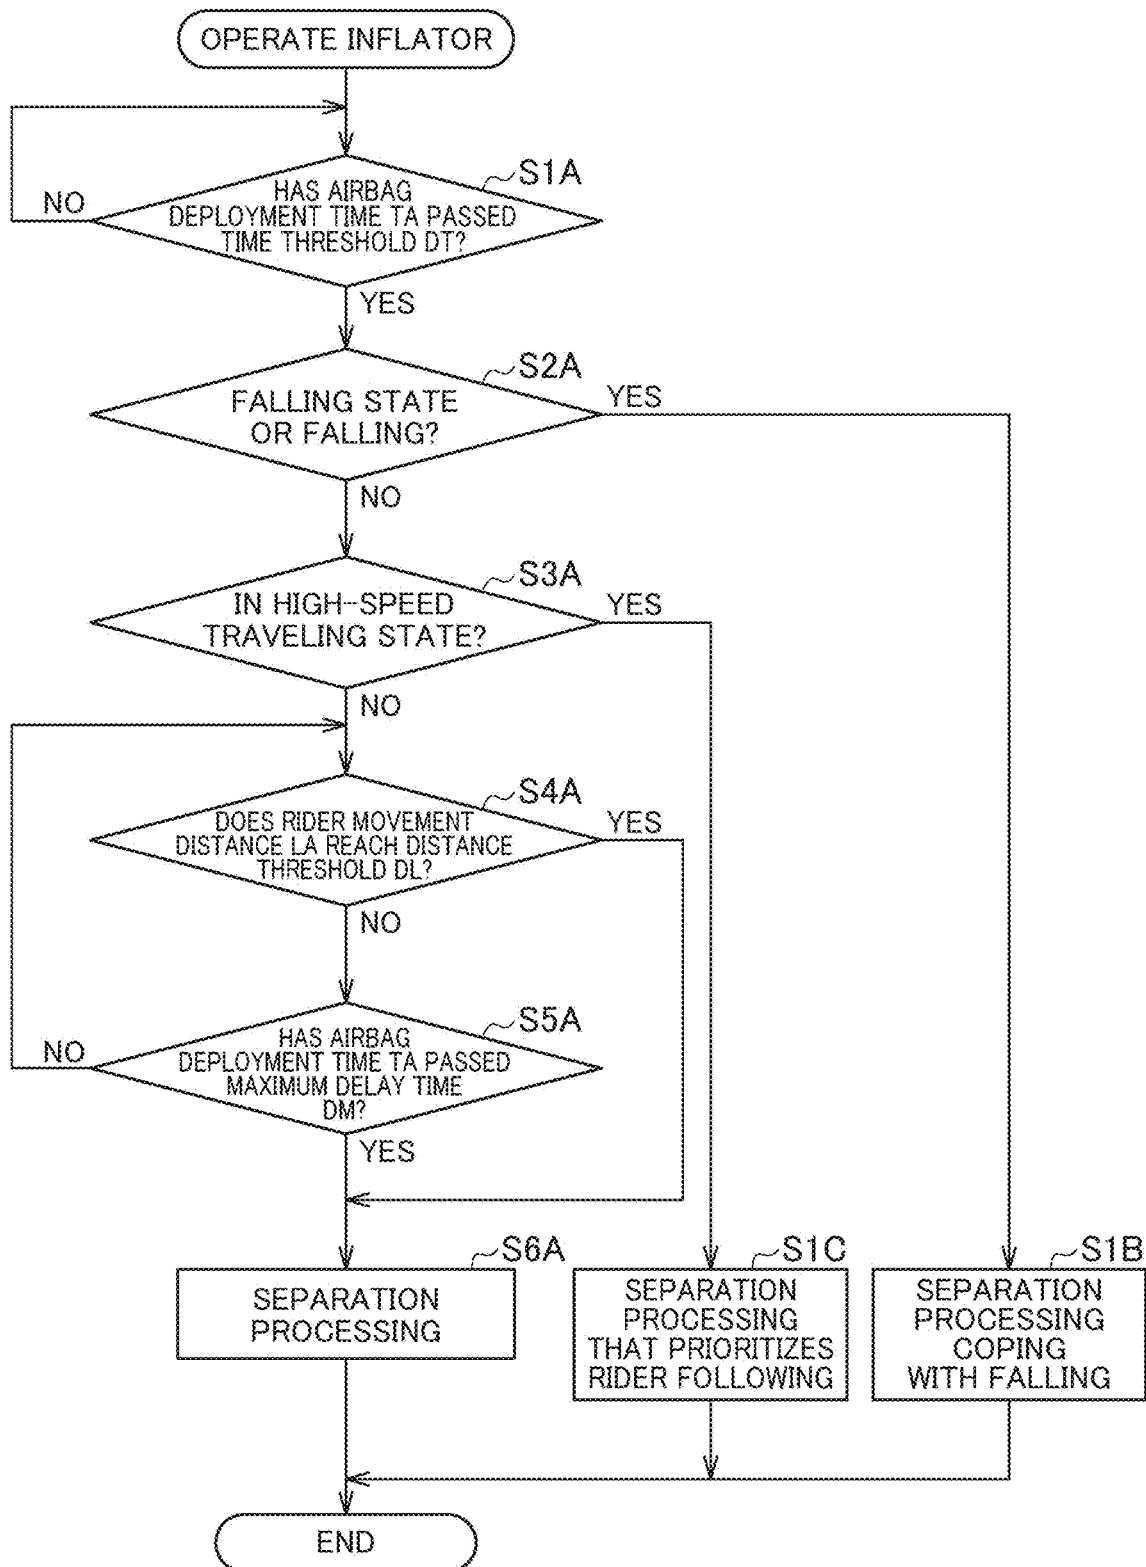 OPERATE INFLATOR
S1A
HAS AIRBAG
DEPLOYMENT TIME TA PASSED
TIME THRESHOLD DT?
NO
YES
S2A
FALLING STATE
OR FALLING?
YES
NO
S3A
IN HIGH-SPEED
TRAVELING STATE?
YES
NO
S4A
DOES RIDER MOVEMENT
DISTANCE LA REACH DISTANCE
THRESHOLD DL?
YES
NO
S5A
HAS AIRBAG
DEPLOYMENT TIME TA PASSED
MAXIMUM DELAY TIME
DM?
NO
YES
S6A
SEPARATION
PROCESSING
S1C
SEPARATION
PROCESSING
THAT PRIORITIZES
RIDER FOLLOWING
S1B
SEPARATION
PROCESSING
COPING
WITH FALLING
END